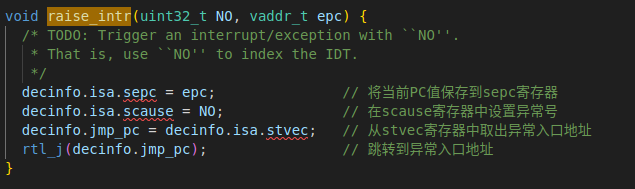 void raise_intr(uint32_t NO, vaddr_t epc) {
/* TODO: Trigger an interrupt/exception with ``NO''.
* That is, use ``NO'' to index the IDT.
*/
decinfo.isa.sepc = epc; // 将当前PC值保存到sepc寄存器
decinfo.isa.scause = NO; // 在scause寄存器中设置异常号
decinfo.jmp_pc = decinfo.isa.stvec; // 从stvec寄存器中取出异常入口地址
rtl_j(decinfo.jmp_pc); // 跳转到异常入口地址
}